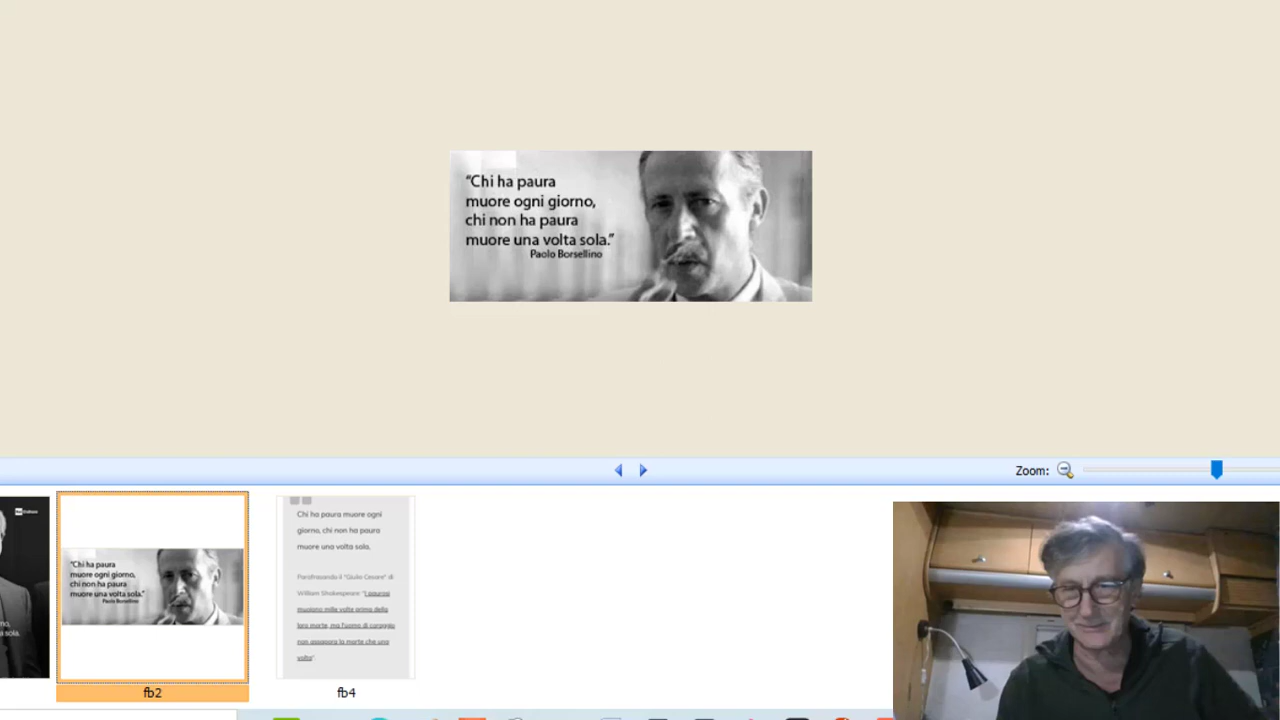 “Chi ha paura
muore ogni giorno,
chi non ha paura
muore una volta sola.”
Paolo Borsellino
Zoom:
“Chi ha paura
muore ogni giorno,
chi non ha paura
muore una volta sola.”
Paolo Borsellino
Chi ha paura muore ogni
giorno, chi non ha paura
muore una volta sola.
Parafrasando il "Giulio Cesare" di
William Shakespeare "I paurosi
muoiono mille volte prima della
loro morte, ma l'uomo di coraggio
non assapora la morte che una
volta"
fb2
fb4